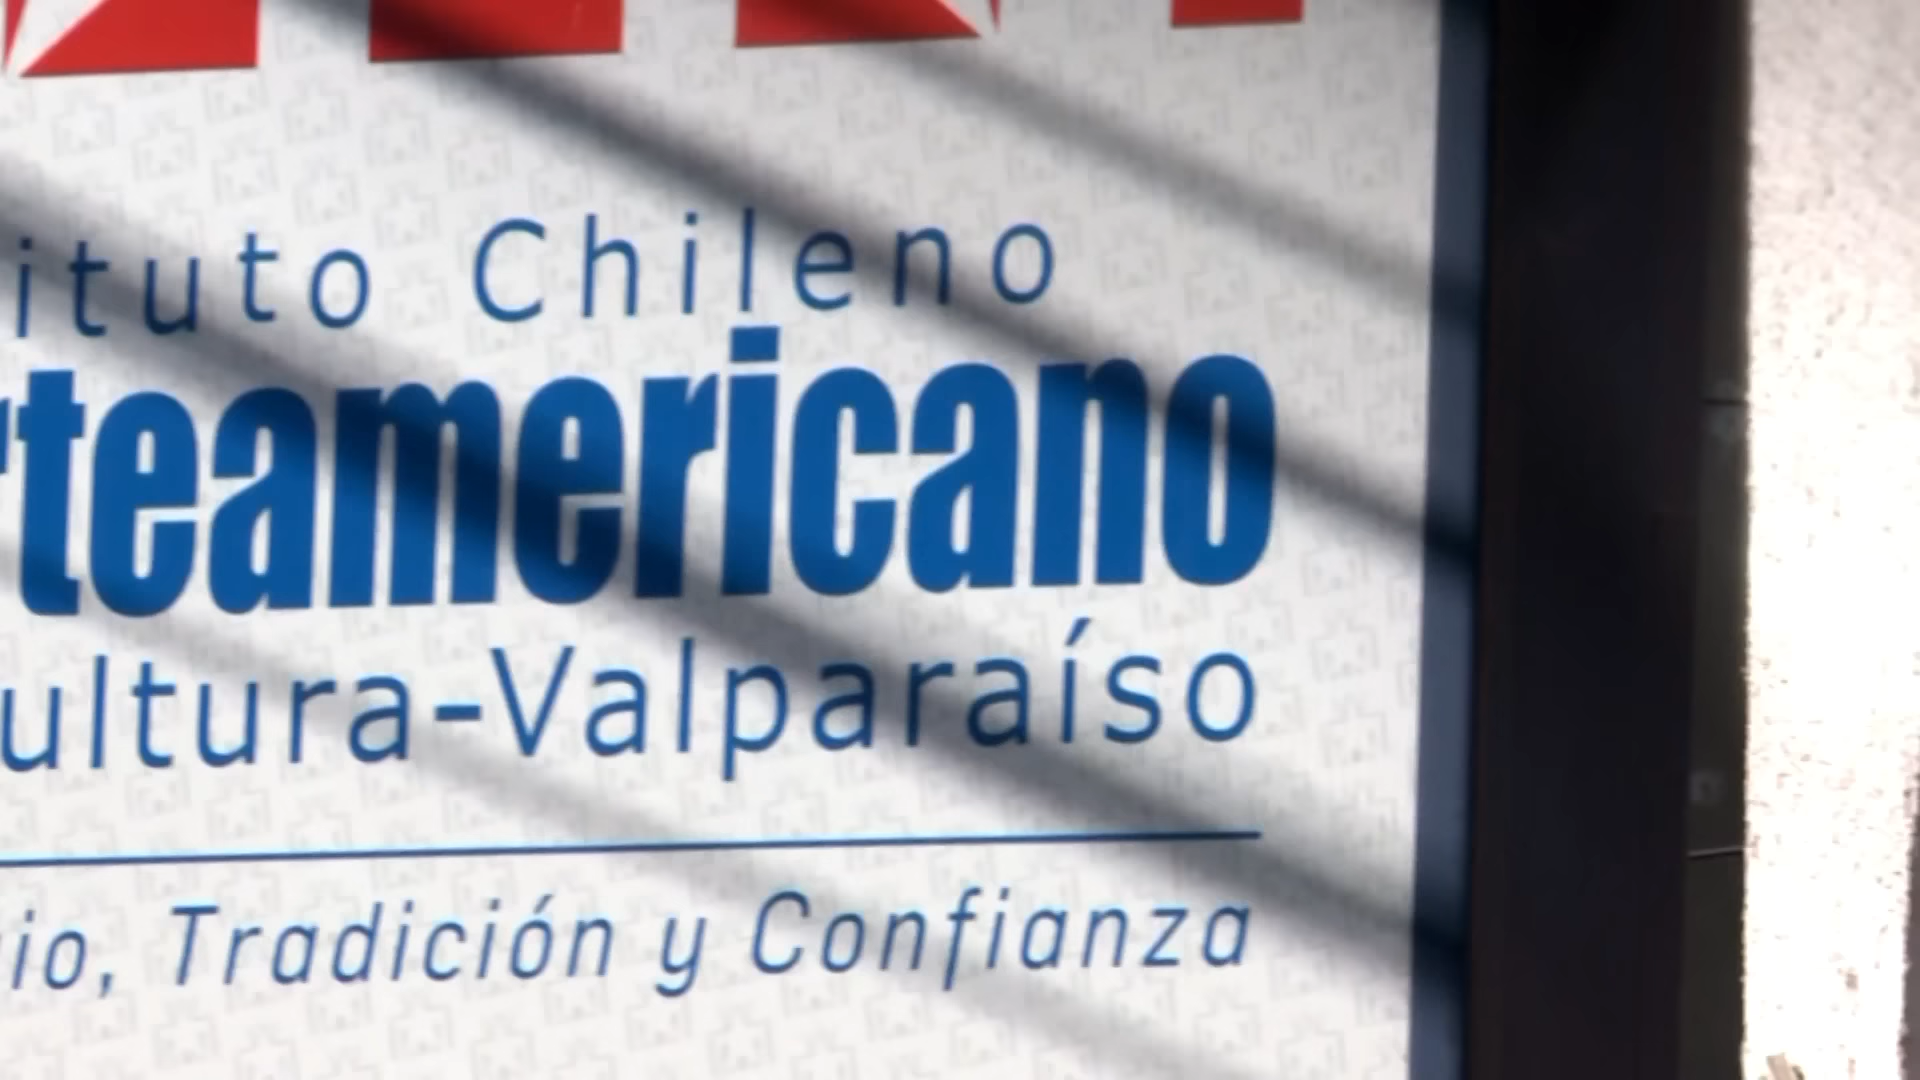 ituto Chileno
rteamericano
ultura-Valparaíso
io, Tradición y Confianza